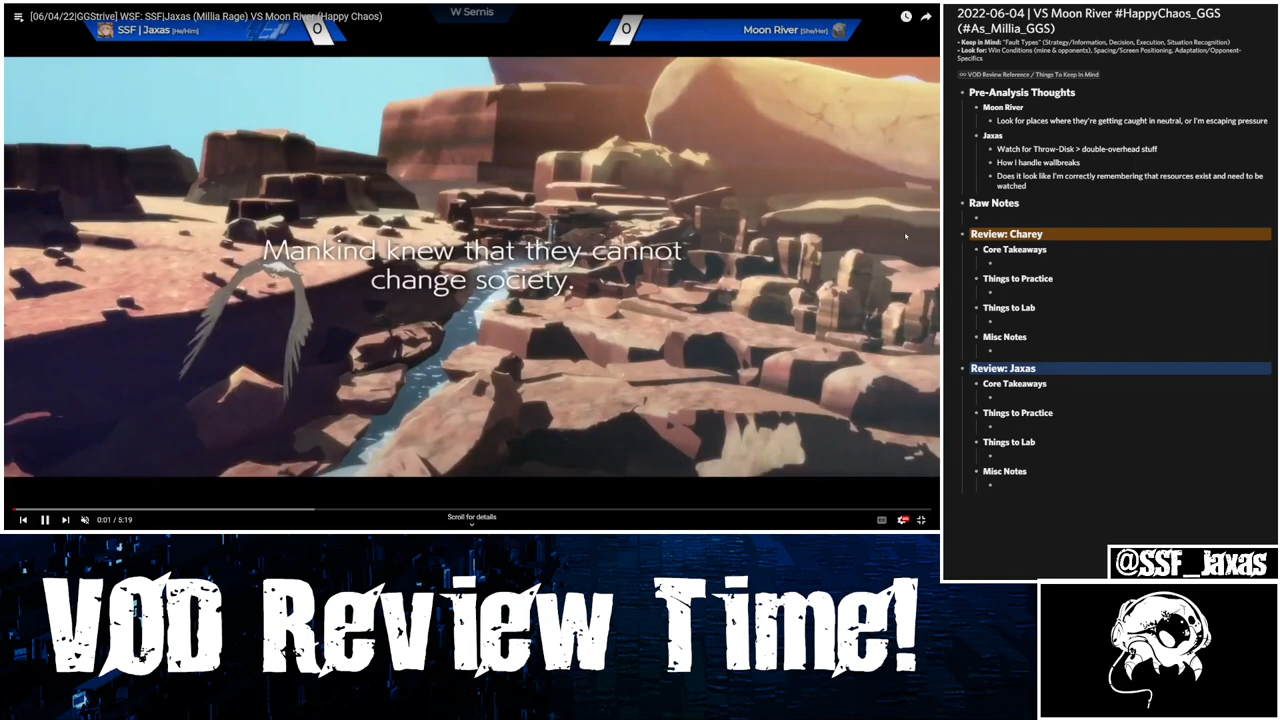 [06/04/22|GGStrive] WSF: SSF|Jaxas (Millia Rage) VS Moon River (Happy Chaos)
W Semis
SSF | Jaxas [He/Him]
0
0
Moon River [She/Her]
Mankind knew that they cannot
change society.
0:01 / 5:19
Scroll for details
2022-06-04 | VS Moon River #HappyChaos_GGS
(#As_Millia_GGS)
- Keep in Mind: "Fault Types" (Strategy/Information, Decision, Execution, Situation Recognition)
- Look for: Win Conditions (mine & opponents), Spacing/Screen Positioning, Adaptation/Opponent-
Specifics
VOD Review Reference / Things To Keep In Mind
Pre-Analysis Thoughts
Moon River
Look for places where they're getting caught in neutral, or I'm escaping pressure
Jaxas
Watch for Throw-Disk > double-overhead stuff
How I handle wallbreaks
Does it look like I'm correctly remembering that resources exist and need to be
watched
Raw Notes
Review: Charey
Core Takeaways
Things to Practice
Things to Lab
Misc Notes
Review: Jaxas
Core Takeaways
Things to Practice
Things to Lab
Misc Notes
@SSF_Jaxas
VOD Review Time!